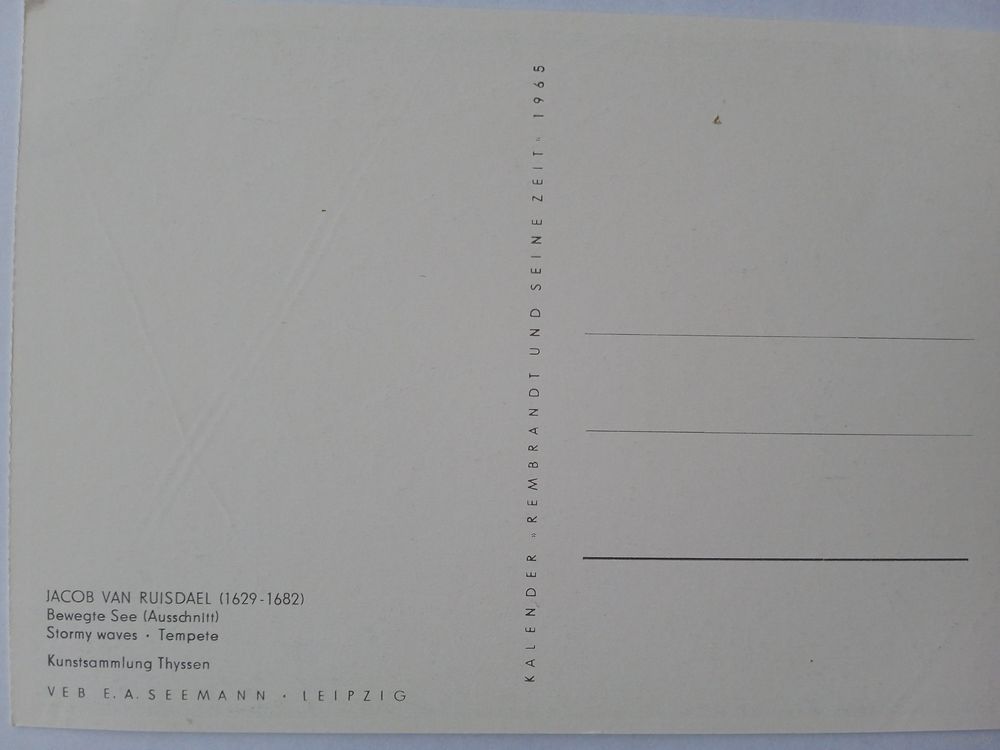 JACOB VAN RUISDAEL (1629-1682)
Bewegte See (Ausschnitt)
Stormy waves · Tempete
Kunstsammlung Thyssen
VEB E. A. SEEMANN · LEIPZIG
KALENDER »REMBRANDT UND SEINE ZEIT« 1965